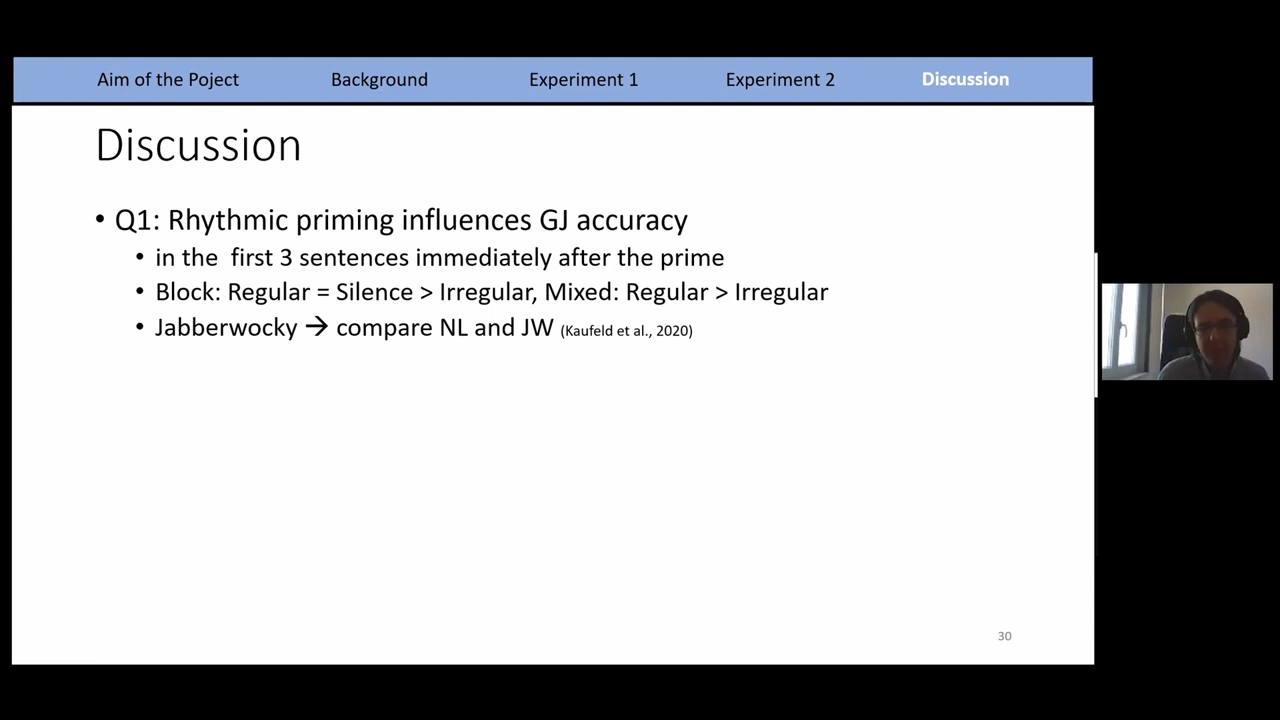 Aim of the Poject Background Experiment 1 Experiment 2 Discussion
Discussion
• Q1: Rhythmic priming influences GJ accuracy
• in the first 3 sentences immediately after the prime
• Block: Regular = Silence > Irregular, Mixed: Regular > Irregular
• Jabberwocky → compare NL and JW (Kaufeld et al., 2020)
30